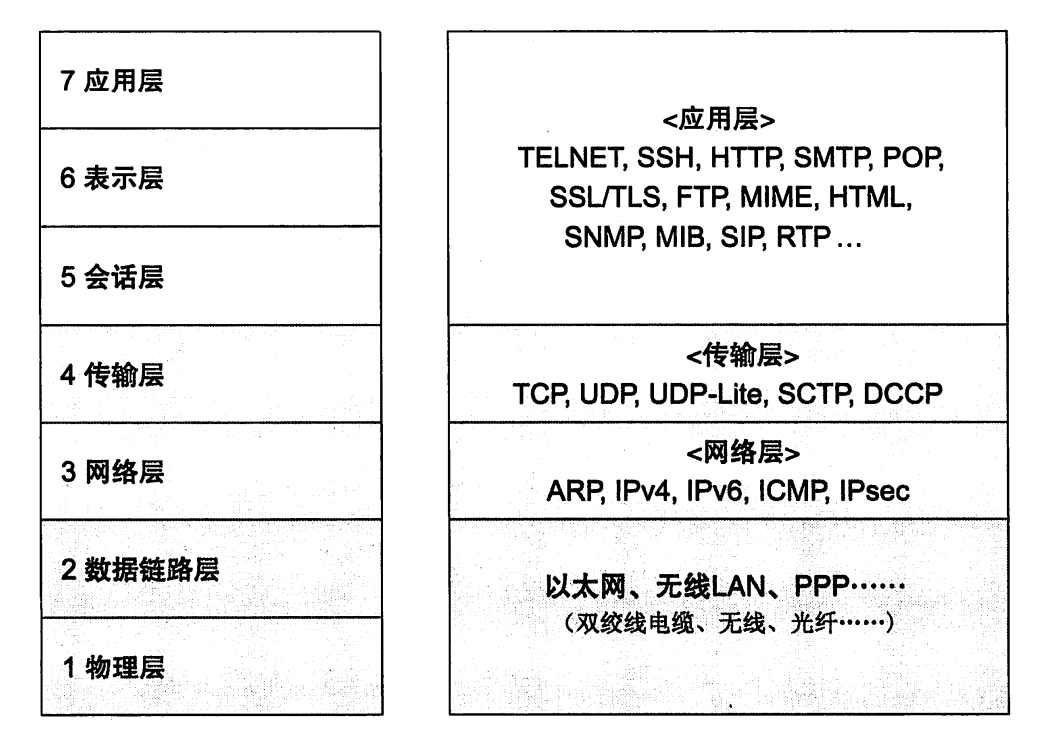 7 应用层
6 表示层
5 会话层
4 传输层
3 网络层
2 数据链路层
1 物理层
<应用层>
TELNET, SSH, HTTP, SMTP, POP,
SSL/TLS, FTP, MIME, HTML,
SNMP, MIB, SIP, RTP ...
<传输层>
TCP, UDP, UDP-Lite, SCTP, DCCP
<网络层>
ARP, IPv4, IPv6, ICMP, IPsec
以太网、无线LAN、PPP……
（双绞线电缆、无线、光纤……）